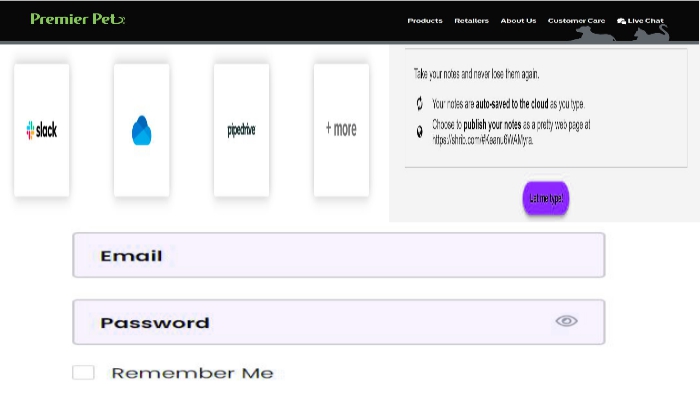 Premier Pet
Products Retailers About Us Customer Care Live Chat
slack
pipedrive
+ more
Take your notes and never lose them again.
Your notes are auto-saved to the cloud as you type.
Choose to publish your notes as a pretty web page at
https://shrib.com/#Keanu6WAMyra.
Let me type!
Email
Password
Remember Me